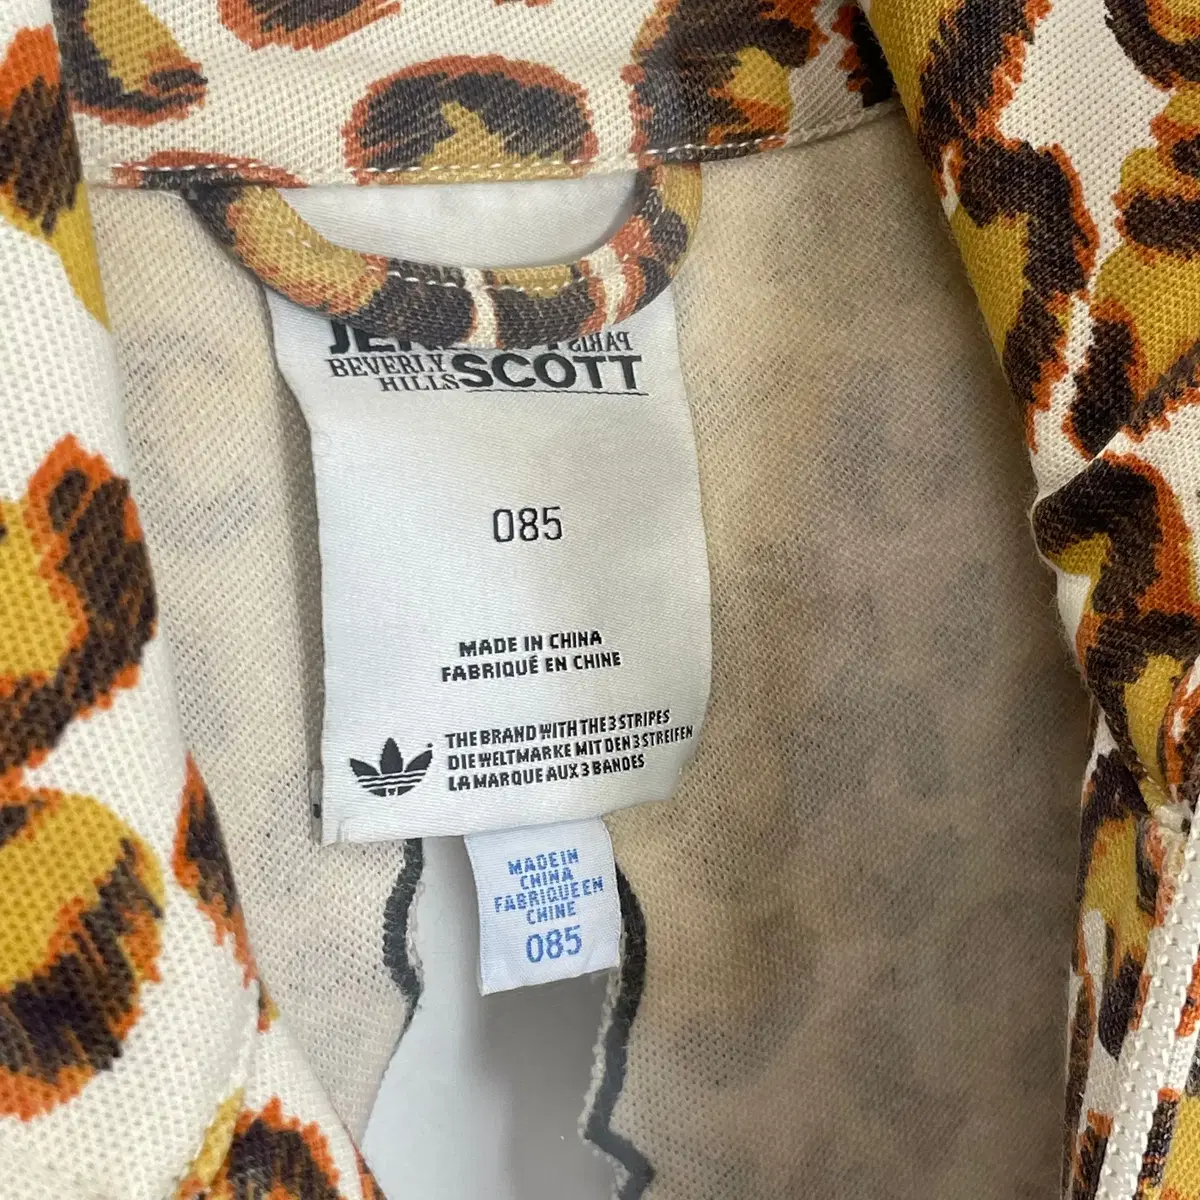 PARIS
BEVERLY
HILLS SCOTT
085
MADE IN CHINA
FABRIQUÉ EN CHINE
THE BRAND WITH THE 3 STRIPES
DIE WELTMARKE MIT DEN 3 STREIFEN
LA MARQUE AUX 3 BANDES
MADE IN
CHINA
FABRIQUE EN
CHINE
085